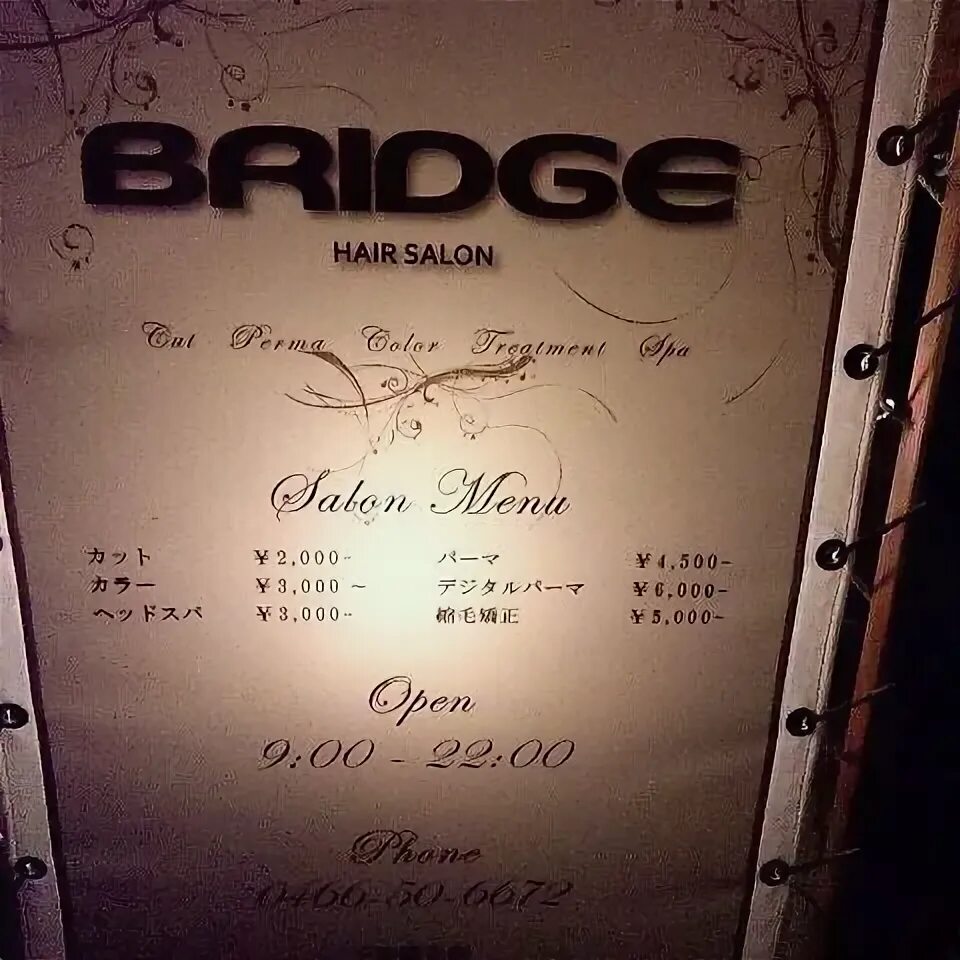 BRIDGE
HAIR SALON
Cut Perma Color Treatment Spa
Salon Menu
カット ¥2,000- パーマ ¥4,500-
カラー ¥3,000～ デジタルパーマ ¥6,000-
ヘッドスパ ¥3,000- 縮毛矯正 ¥5,000-
Open
9:00 - 22:00
Phone
0466-50-6672